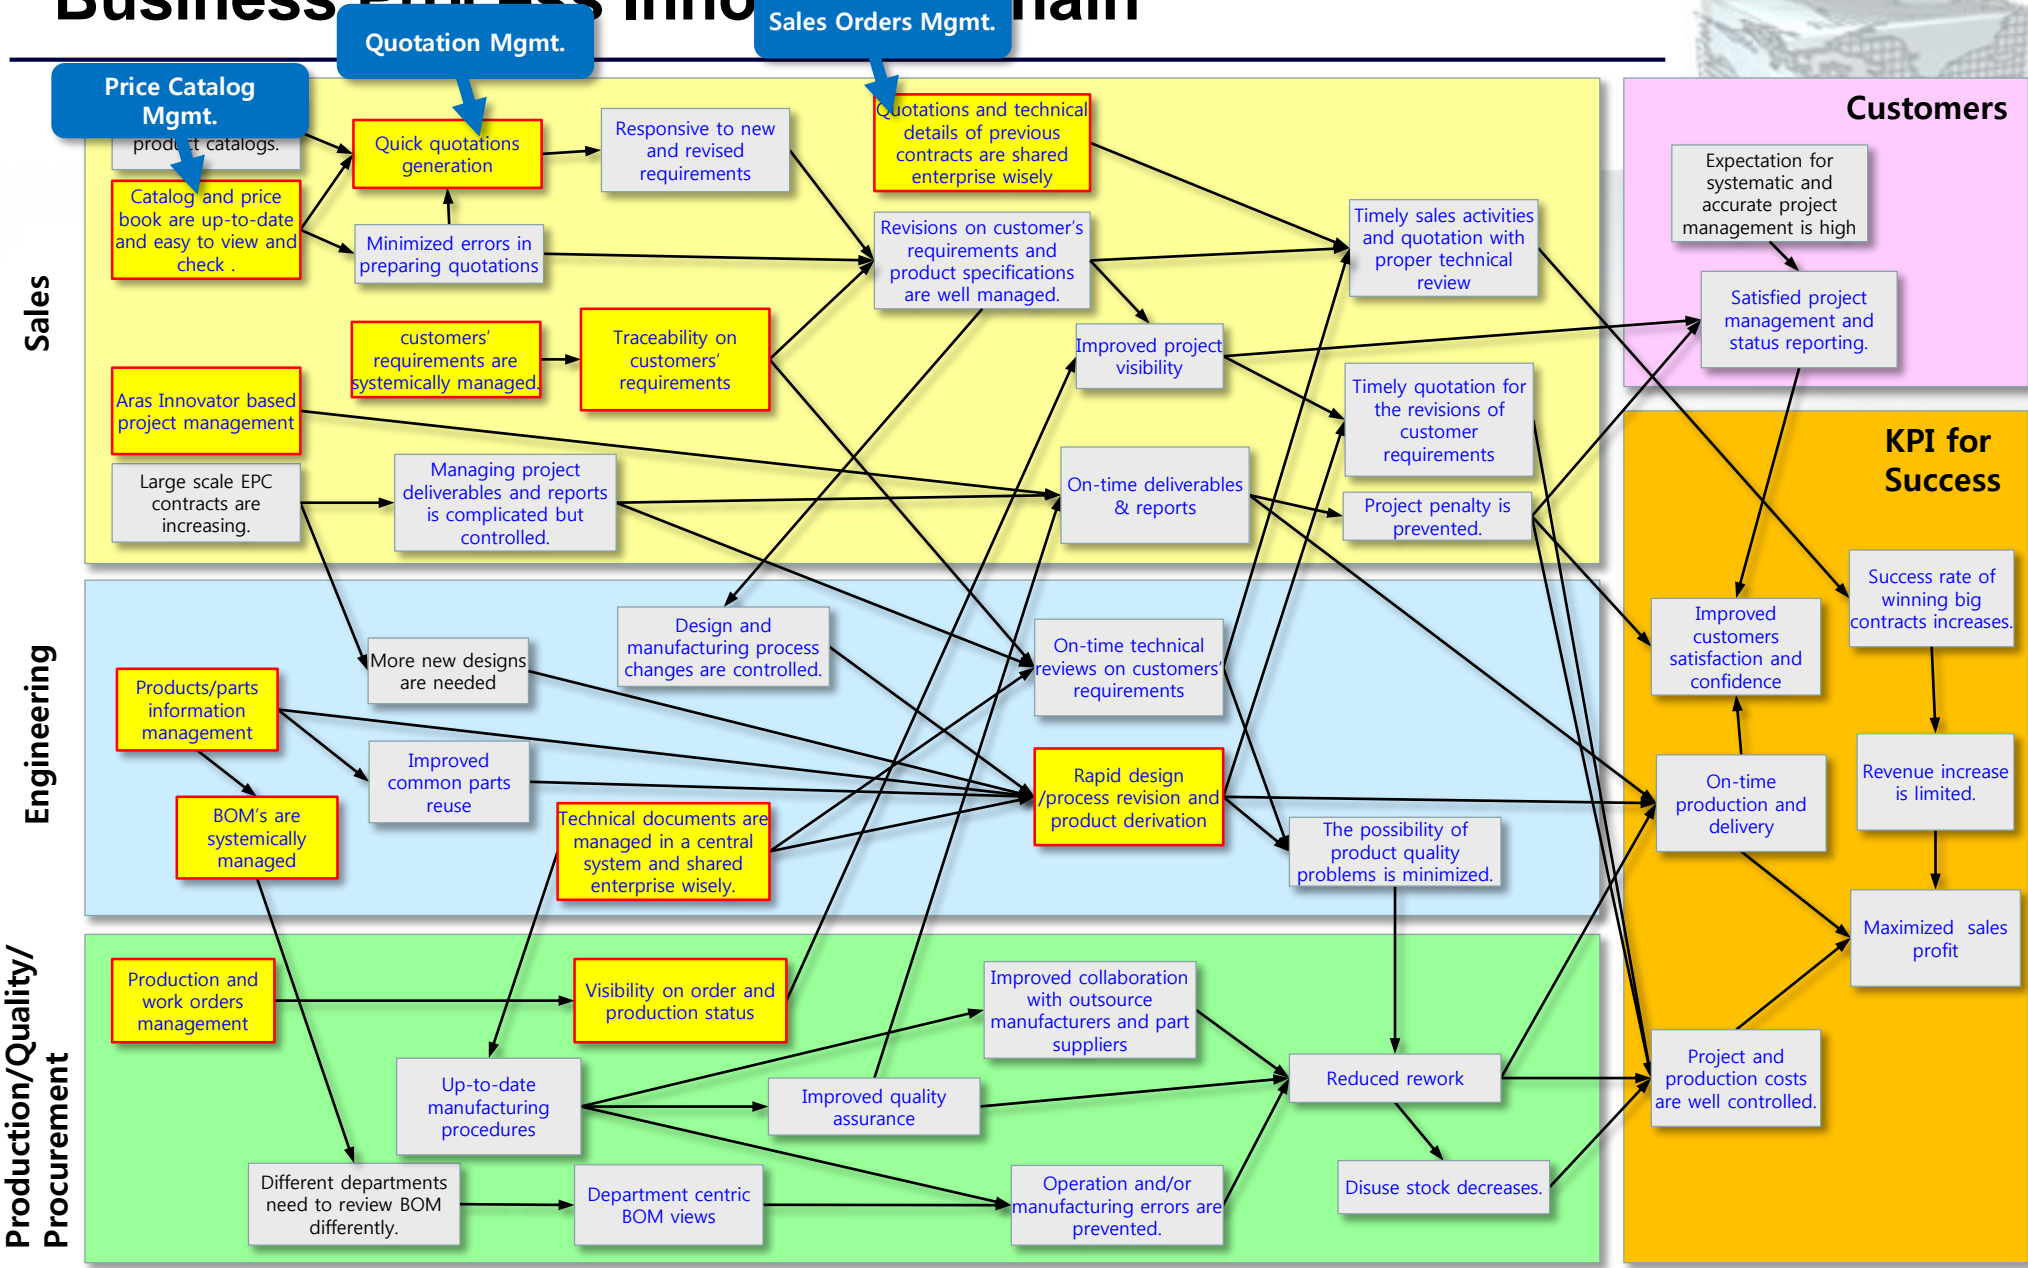 Business Process
Sales Orders Mgmt.
Quotation Mgmt.
Price Catalog
Mgmt.
product catalogs.
Quick quotations
generation
Responsive to new
and revised
requirements
Quotations and technical
details of previous
contracts are shared
enterprise wisely
Catalog and price
book are up-to-date
and easy to view and
check .
Minimized errors in
preparing quotations
Revisions on customer's
requirements and
product specifications
are well managed.
Timely sales activities
and quotation with
proper technical
review
Sales
customers'
requirements are
systemically managed.
Traceability on
customers'
requirements
Improved project
visibility
Aras Innovator based
project management
Timely quotation for
the revisions of
customer
requirements
Large scale EPC
contracts are
increasing.
Managing project
deliverables and reports
is complicated but
controlled.
On-time deliverables
& reports
Project penalty is
prevented.
Customers
Expectation for
systematic and
accurate project
management is high
Satisfied project
management and
status reporting.
KPI for
Success
Success rate of
winning big
contracts increases.
Improved
customers
satisfaction and
confidence
Revenue increase
is limited.
On-time
production and
delivery
Maximized sales
profit
Project and
production costs
are well controlled.
Engineering
Design and
manufacturing process
changes are controlled.
More new designs
are needed
On-time technical
reviews on customers'
requirements
Products/parts
information
management
Improved
common parts
reuse
BOM's are
systemically
managed
Technical documents are
managed in a central
system and shared
enterprise wisely.
Rapid design
/process revision and
product derivation
The possibility of
product quality
problems is minimized.
Production/Quality/
Procurement
Production and
work orders
management
Visibility on order and
production status
Improved collaboration
with outsource
manufacturers and part
suppliers
Up-to-date
manufacturing
procedures
Improved quality
assurance
Reduced rework
Different departments
need to review BOM
differently.
Department centric
BOM views
Operation and/or
manufacturing errors are
prevented.
Disuse stock decreases.